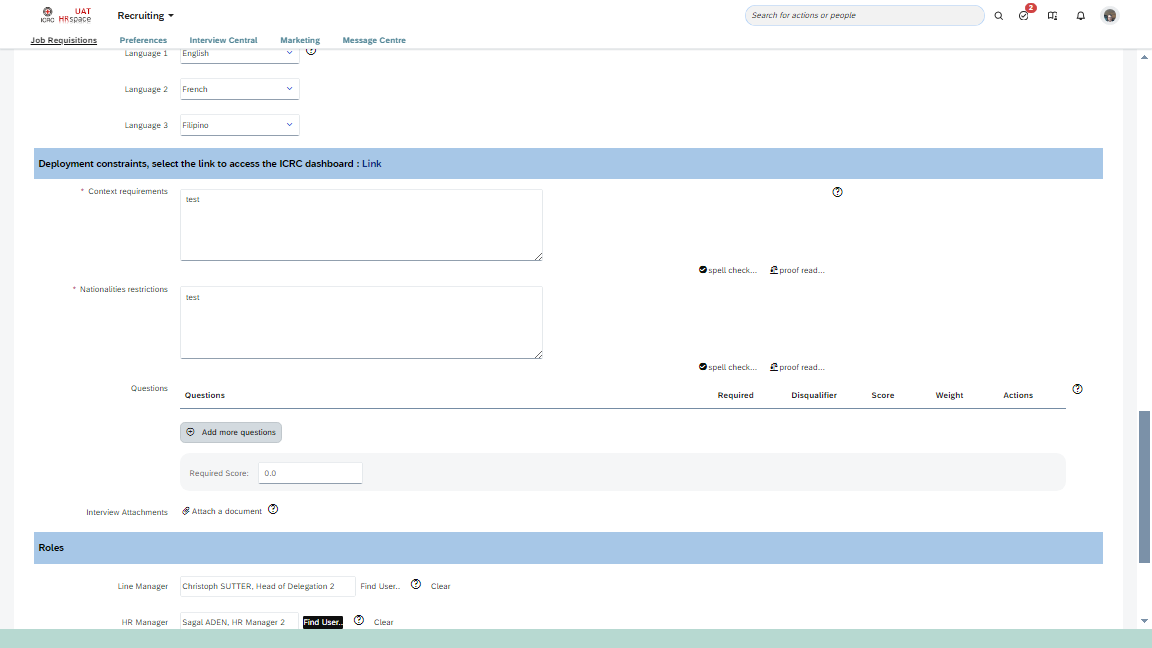 ICRC
UAT
HRspace
Recruiting
Search for actions or people
2
Job Requisitions
Preferences
Interview Central
Marketing
Message Centre
Language 1
English
Language 2
French
Language 3
Filipino
Deployment constraints, select the link to access the ICRC dashboard : Link
* Context requirements
test
spell check...
proof read...
* Nationalities restrictions
test
spell check...
proof read...
Questions
Questions Required Disqualifier Score Weight Actions
Add more questions
Required Score: 0.0
Interview Attachments
Attach a document
Roles
Line Manager
Christoph SUTTER, Head of Delegation 2
Find User..
Clear
HR Manager
Sagal ADEN, HR Manager 2
Find User..
Clear